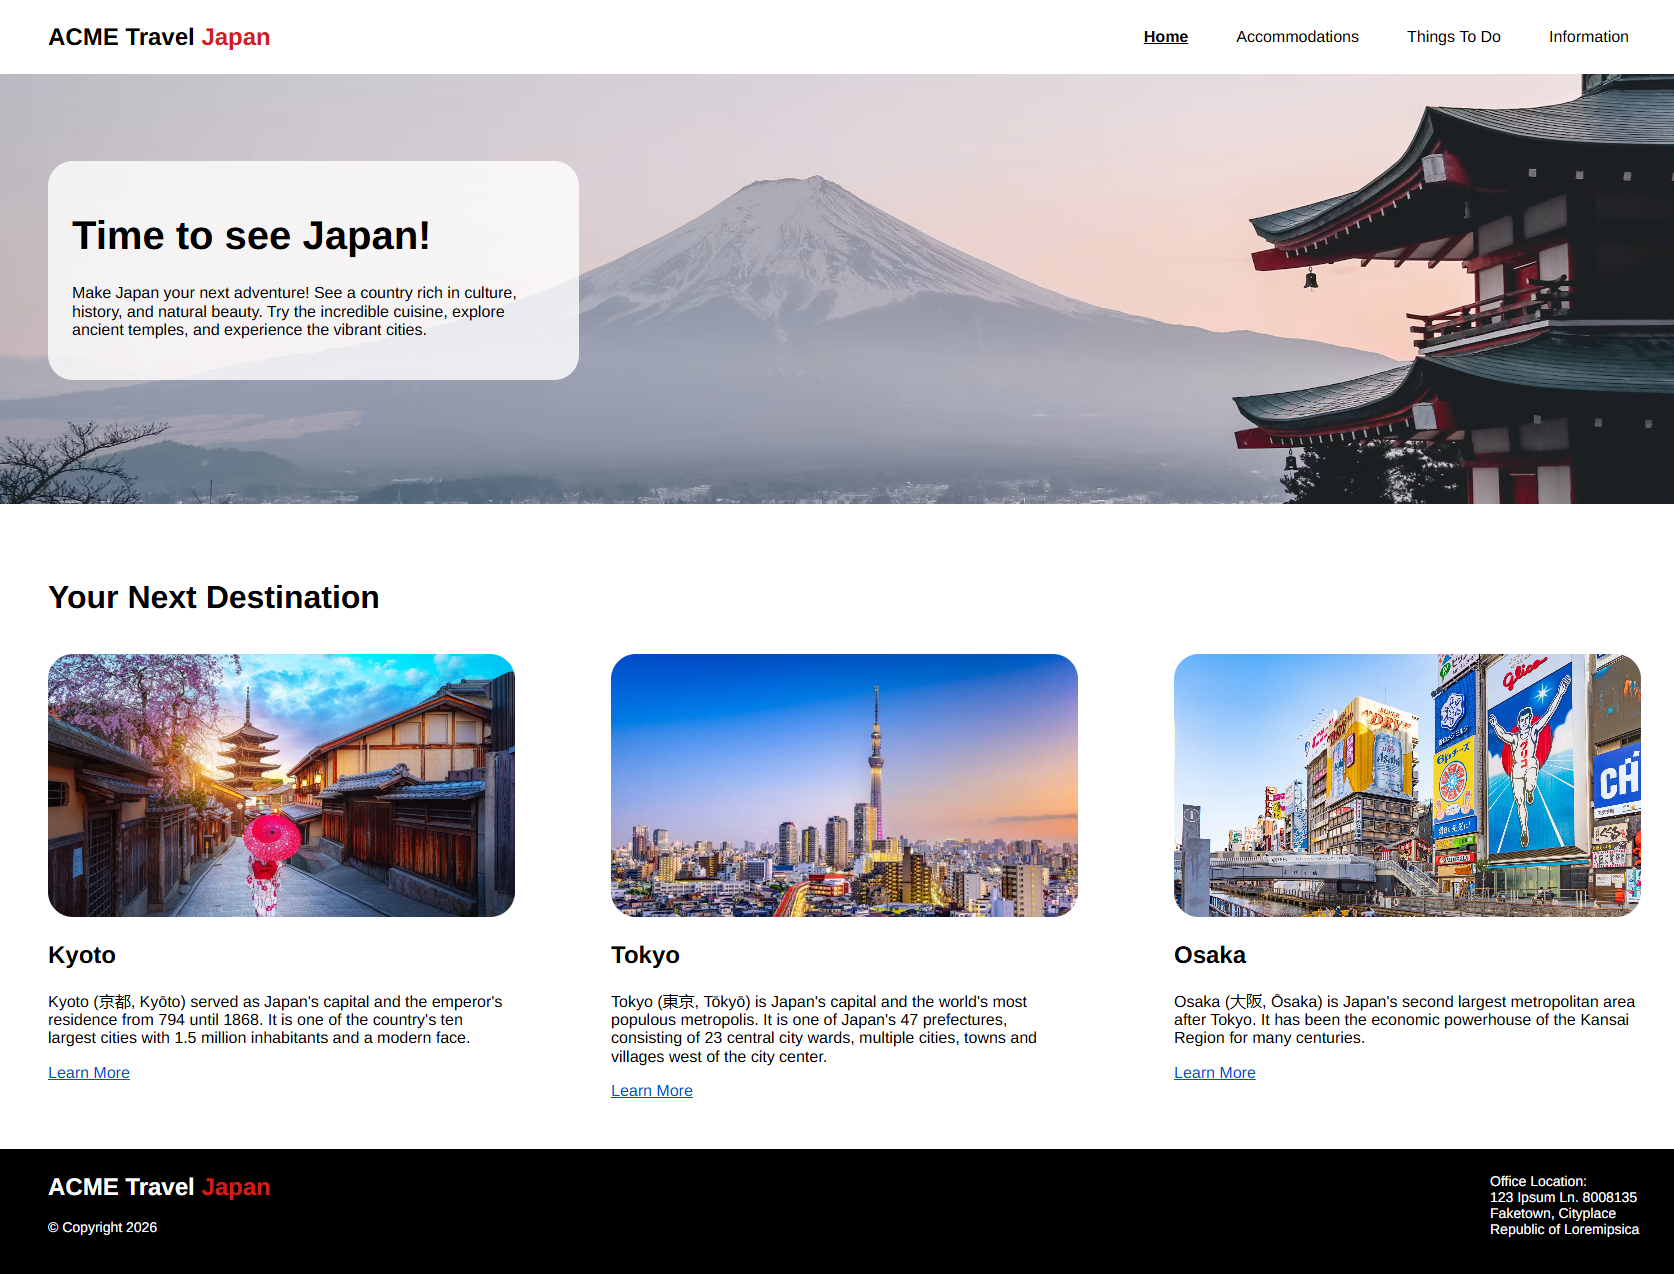 ACME Travel Japan
Home Accommodations Things To Do Information
Time to see Japan!
Make Japan your next adventure! See a country rich in culture,
history, and natural beauty. Try the incredible cuisine, explore
ancient temples, and experience the vibrant cities.
Your Next Destination
Glico
グリコ
Asahi
SUPER
DRY
CH
Kyoto
Kyoto (京都, Kyōto) served as Japan's capital and the emperor's
residence from 794 until 1868. It is one of the country's ten
largest cities with 1.5 million inhabitants and a modern face.
Learn More
Tokyo
Tokyo (東京, Tōkyō) is Japan's capital and the world's most
populous metropolis. It is one of Japan's 47 prefectures,
consisting of 23 central city wards, multiple cities, towns and
villages west of the city center.
Learn More
Osaka
Osaka (大阪, Ōsaka) is Japan's second largest metropolitan area
after Tokyo. It has been the economic powerhouse of the Kansai
Region for many centuries.
Learn More
ACME Travel Japan
© Copyright 2026
Office Location:
123 Ipsum Ln. 8008135
Faketown, Cityplace
Republic of Loremipsica